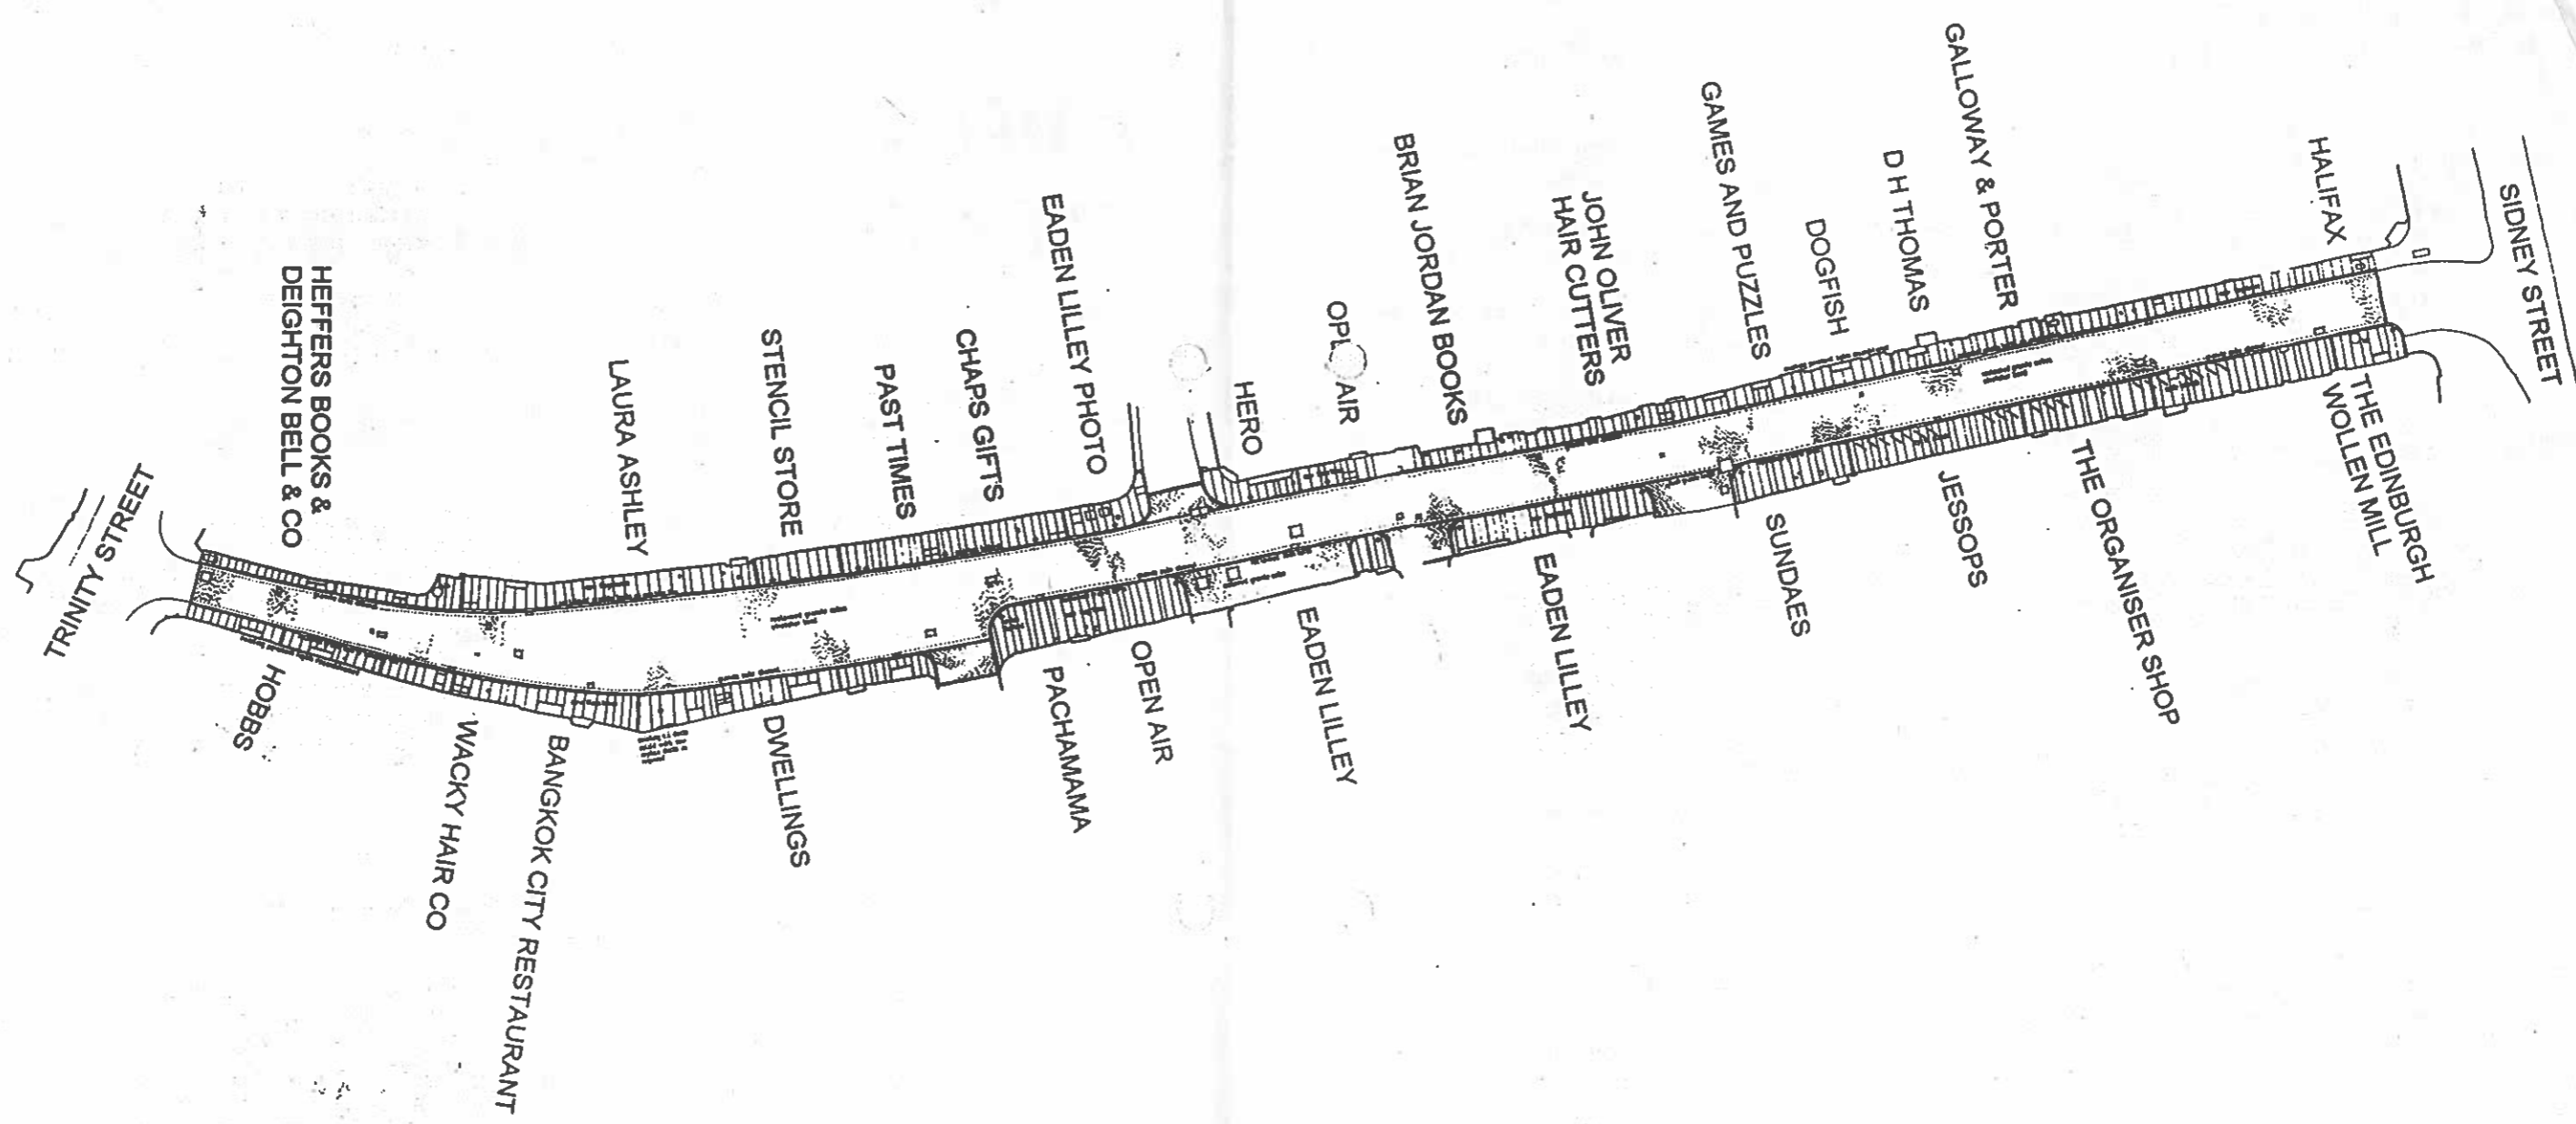 TRINITY STREET
HEFFERS BOOKS &
DEIGHTON BELL & CO
LAURA ASHLEY
STENCIL STORE
PAST TIMES
CHAPS GIFTS
EADEN LILLEY PHOTO
HERO
AIR
BRIAN JORDAN BOOKS
JOHN OLIVER
HAIR CUTTERS
GAMES AND PUZZLES
DOGFISH
D H THOMAS
GALLOWAY & PORTER
HALIFAX
SIDNEY STREET
HOBBS
WACKY HAIR CO
BANGKOK CITY RESTAURANT
DWELLINGS
PACHAMAMA
OPEN AIR
EADEN LILLEY
EADEN LILLEY
SUNDAES
JESSOPS
THE ORGANISER SHOP
THE EDINBURGH
WOLLEN MILL